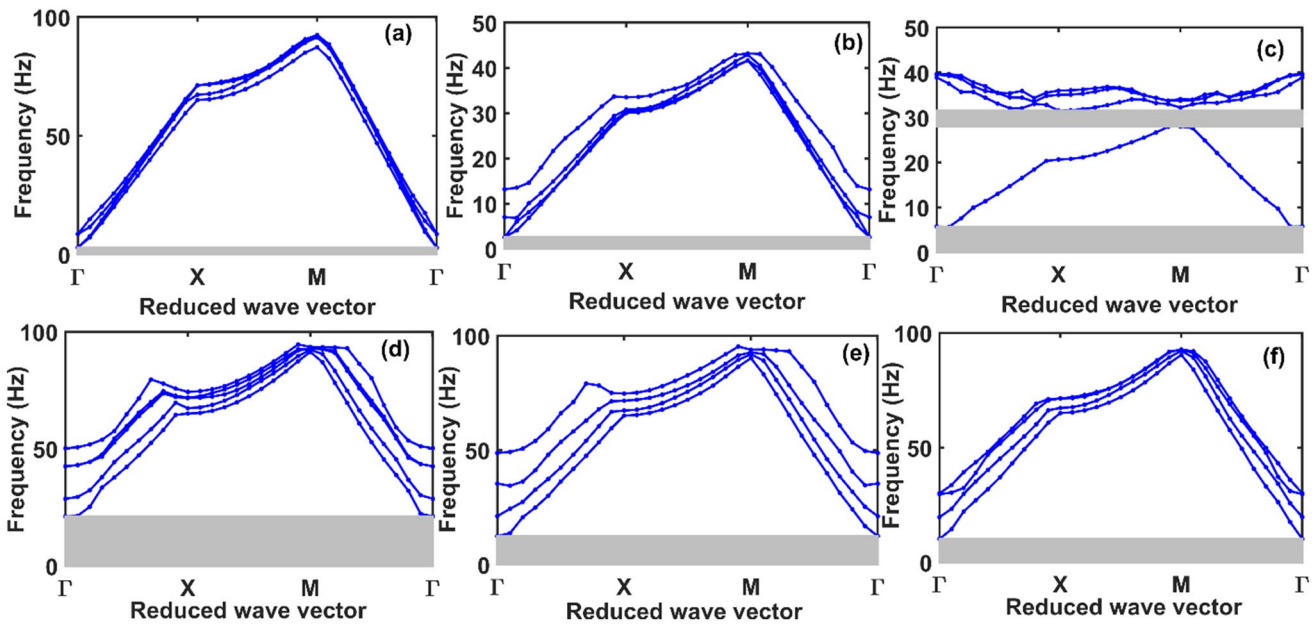 (a)
Frequency (Hz)
100
50
0
Γ X M Γ
Reduced wave vector
(b)
Frequency (Hz)
50
40
30
20
10
0
Γ X M Γ
Reduced wave vector
(c)
Frequency (Hz)
50
40
30
20
10
0
Γ X M Γ
Reduced wave vector
(d)
Frequency (Hz)
100
50
0
Γ X M Γ
Reduced wave vector
(e)
Frequency (Hz)
100
50
0
Γ X M Γ
Reduced wave vector
(f)
Frequency (Hz)
100
50
0
Γ X M Γ
Reduced wave vector